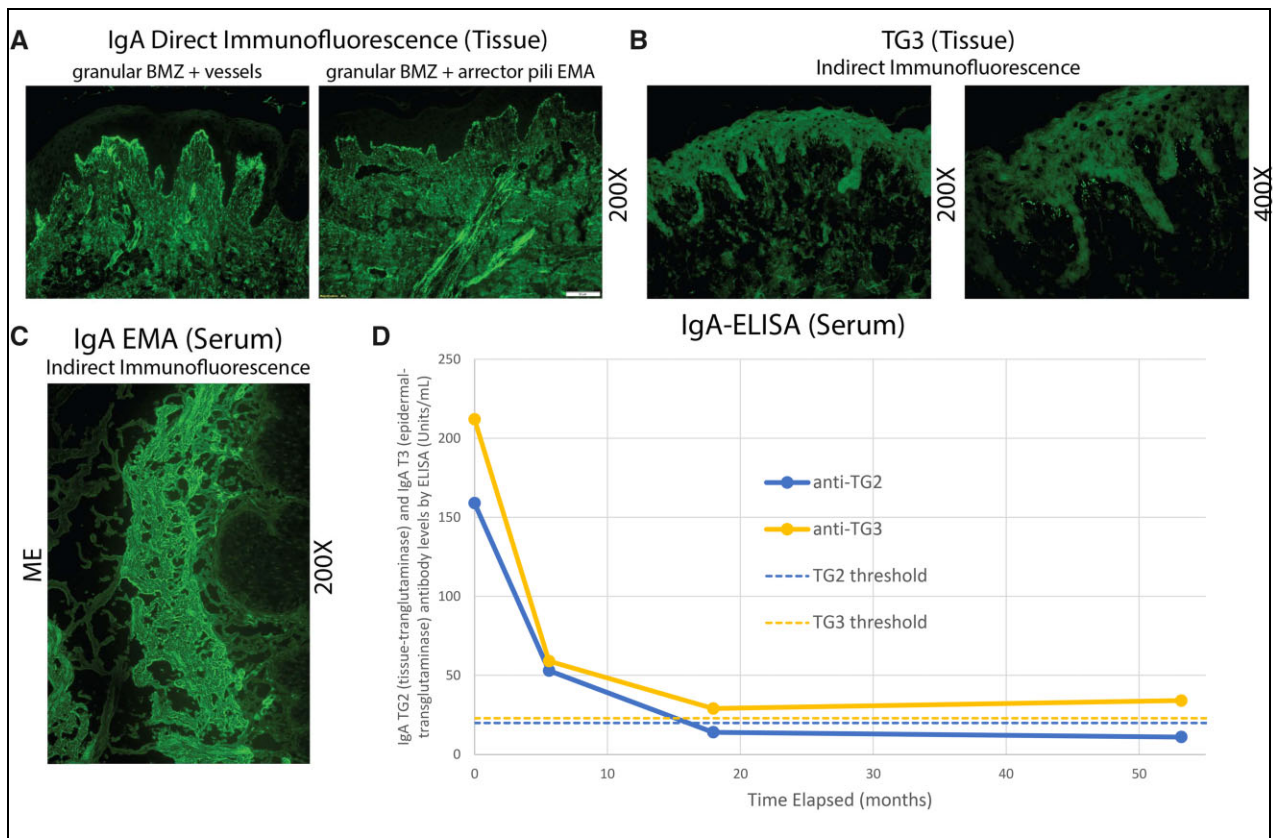 A
IgA Direct Immunofluorescence (Tissue)
granular BMZ + vessels
granular BMZ + arrector pili EMA
200X
B
TG3 (Tissue)
Indirect Immunofluorescence
200X
400X
C
IgA EMA (Serum)
Indirect Immunofluorescence
ME
200X
D
IgA-ELISA (Serum)
IgA TG2 (tissue-tranglutaminase) and IgA T3 (epidermal-
transglutaminase) antibody levels by ELISA (Units/mL)
250
200
150
100
50
0
anti-TG2
anti-TG3
TG2 threshold
TG3 threshold
0
10
20
30
40
50
Time Elapsed (months)